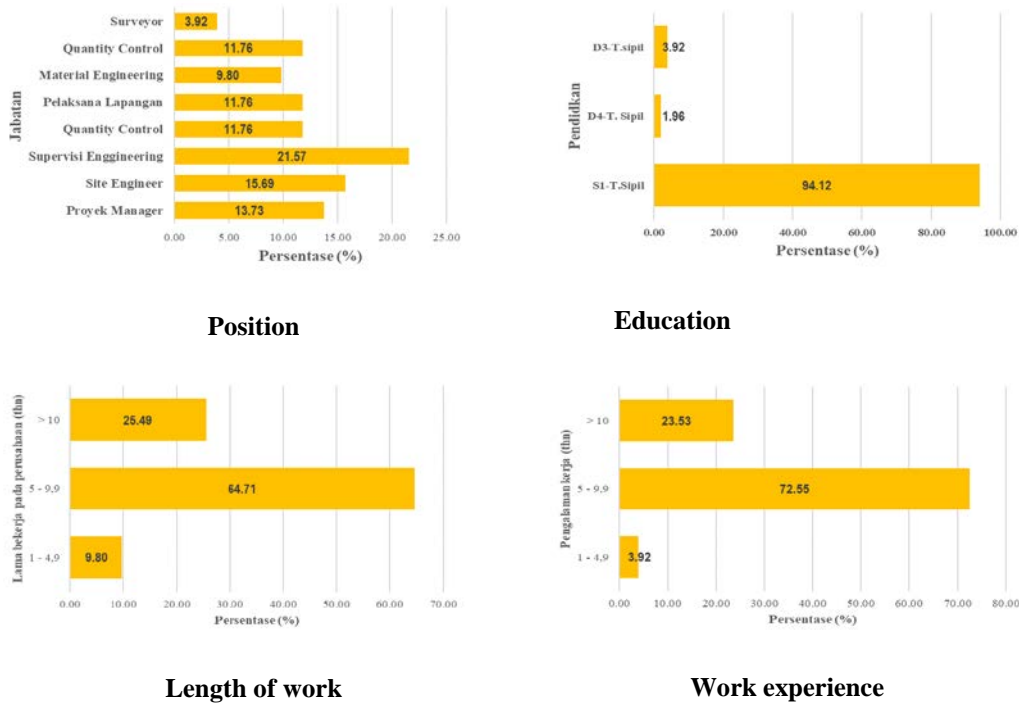 Jabatan
Surveyor
3.92
Quantity Control
11.76
Material Engineering
9.80
Pelaksana Lapangan
11.76
Quantity Control
11.76
Supervisi Enggineering
21.57
Site Engineer
15.69
Proyek Manager
13.73
0.00 5.00 10.00 15.00 20.00 25.00
Persentase (%)
Position
Pendidkan
D3-T.sipil
3.92
D4-T. Sipil
1.96
S1-T.Sipil
94.12
0.00 20.00 40.00 60.00 80.00 100.00
Persentase (%)
Education
Lama bekerja pada perusahaan (thn)
> 10
25.49
5 - 9,9
64.71
1 - 4,9
9.80
0.00 10.00 20.00 30.00 40.00 50.00 60.00 70.00
Persentase (%)
Length of work
Pengalaman kerja (thn)
> 10
23.53
5 - 9,9
72.55
1 - 4,9
3.92
0.00 10.00 20.00 30.00 40.00 50.00 60.00 70.00 80.00
Persentase (%)
Work experience